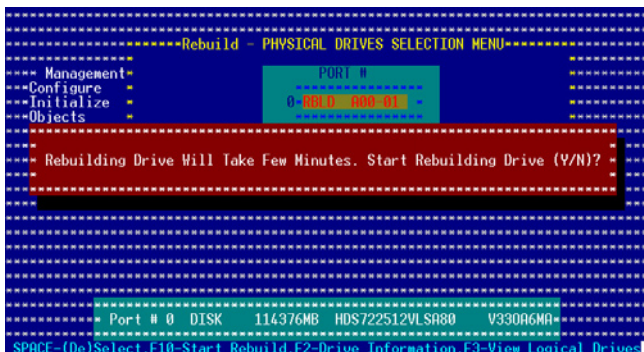 Rebuild - PHYSICAL DRIVES SELECTION MENU
Management
PORT #
Configure
Initialize
0 RBLD A00-01
Objects
Rebuilding Drive Will Take Few Minutes. Start Rebuilding Drive (Y/N)?
Port # 0 DISK 114376MB HDS722512VLSA80 V33OA6MA
SPACE-(De)Select,F10-Start Rebuild,F2-Drive Information,F3-View Logical Drives